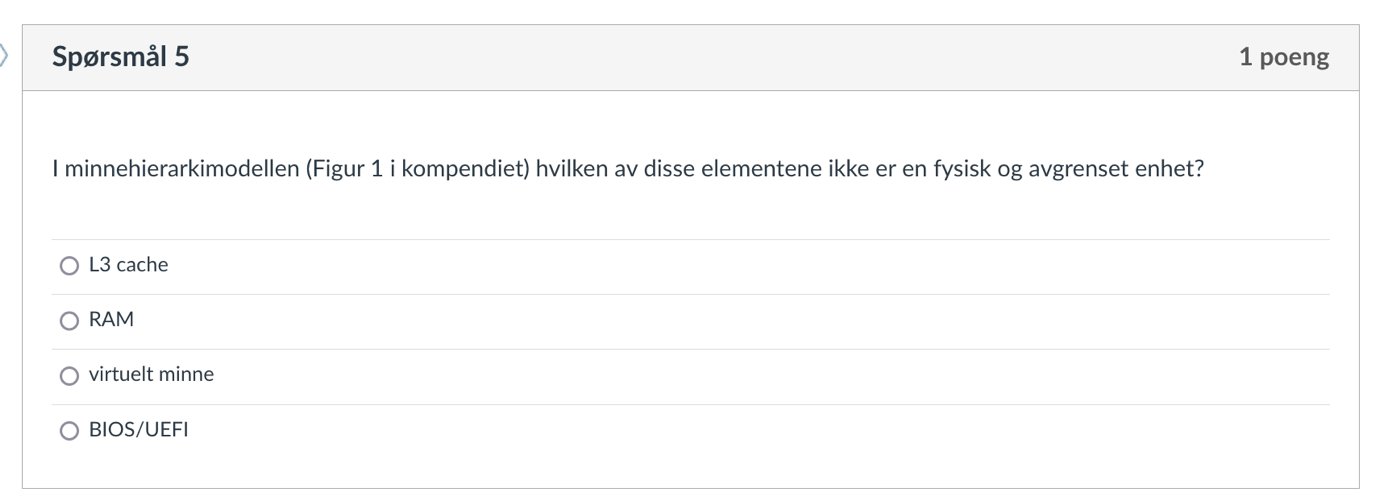 Spørsmål 5
1 poeng
I minnehierarkimodellen (Figur 1 i kompendiet) hvilken av disse elementene ikke er en fysisk og avgrenset enhet?
L3 cache
RAM
virtuelt minne
BIOS/UEFI